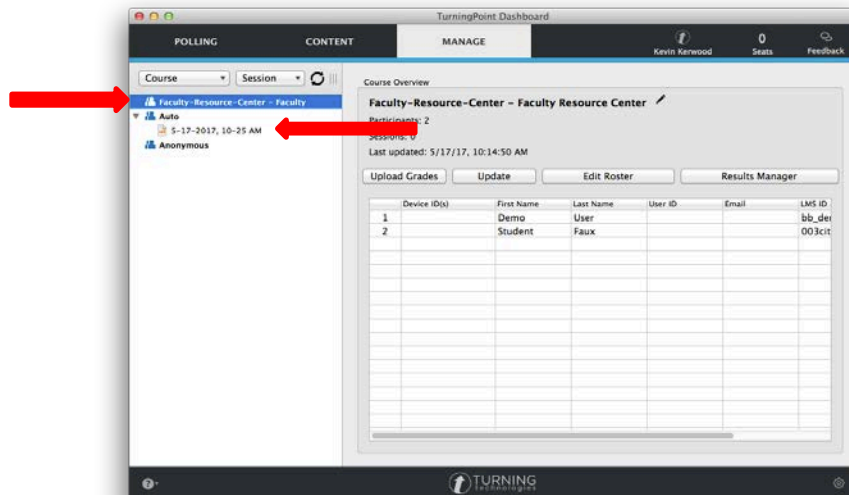 TurningPoint Dashboard
POLLING CONTENT MANAGE Kevin Kerwood 0 Seats Feedback
Course Session
Course Overview
Faculty-Resource-Center - Faculty
Auto
5-17-2017, 10-25 AM
Anonymous
Faculty-Resource-Center - Faculty Resource Center
Participants: 2
Sessions: 0
Last updated: 5/17/17, 10:14:50 AM
Upload Grades Update Edit Roster Results Manager
Device ID(s) First Name Last Name User ID Email LMS ID
1 Demo User bb_de
2 Student Faux 003cit
TURNING
technologies